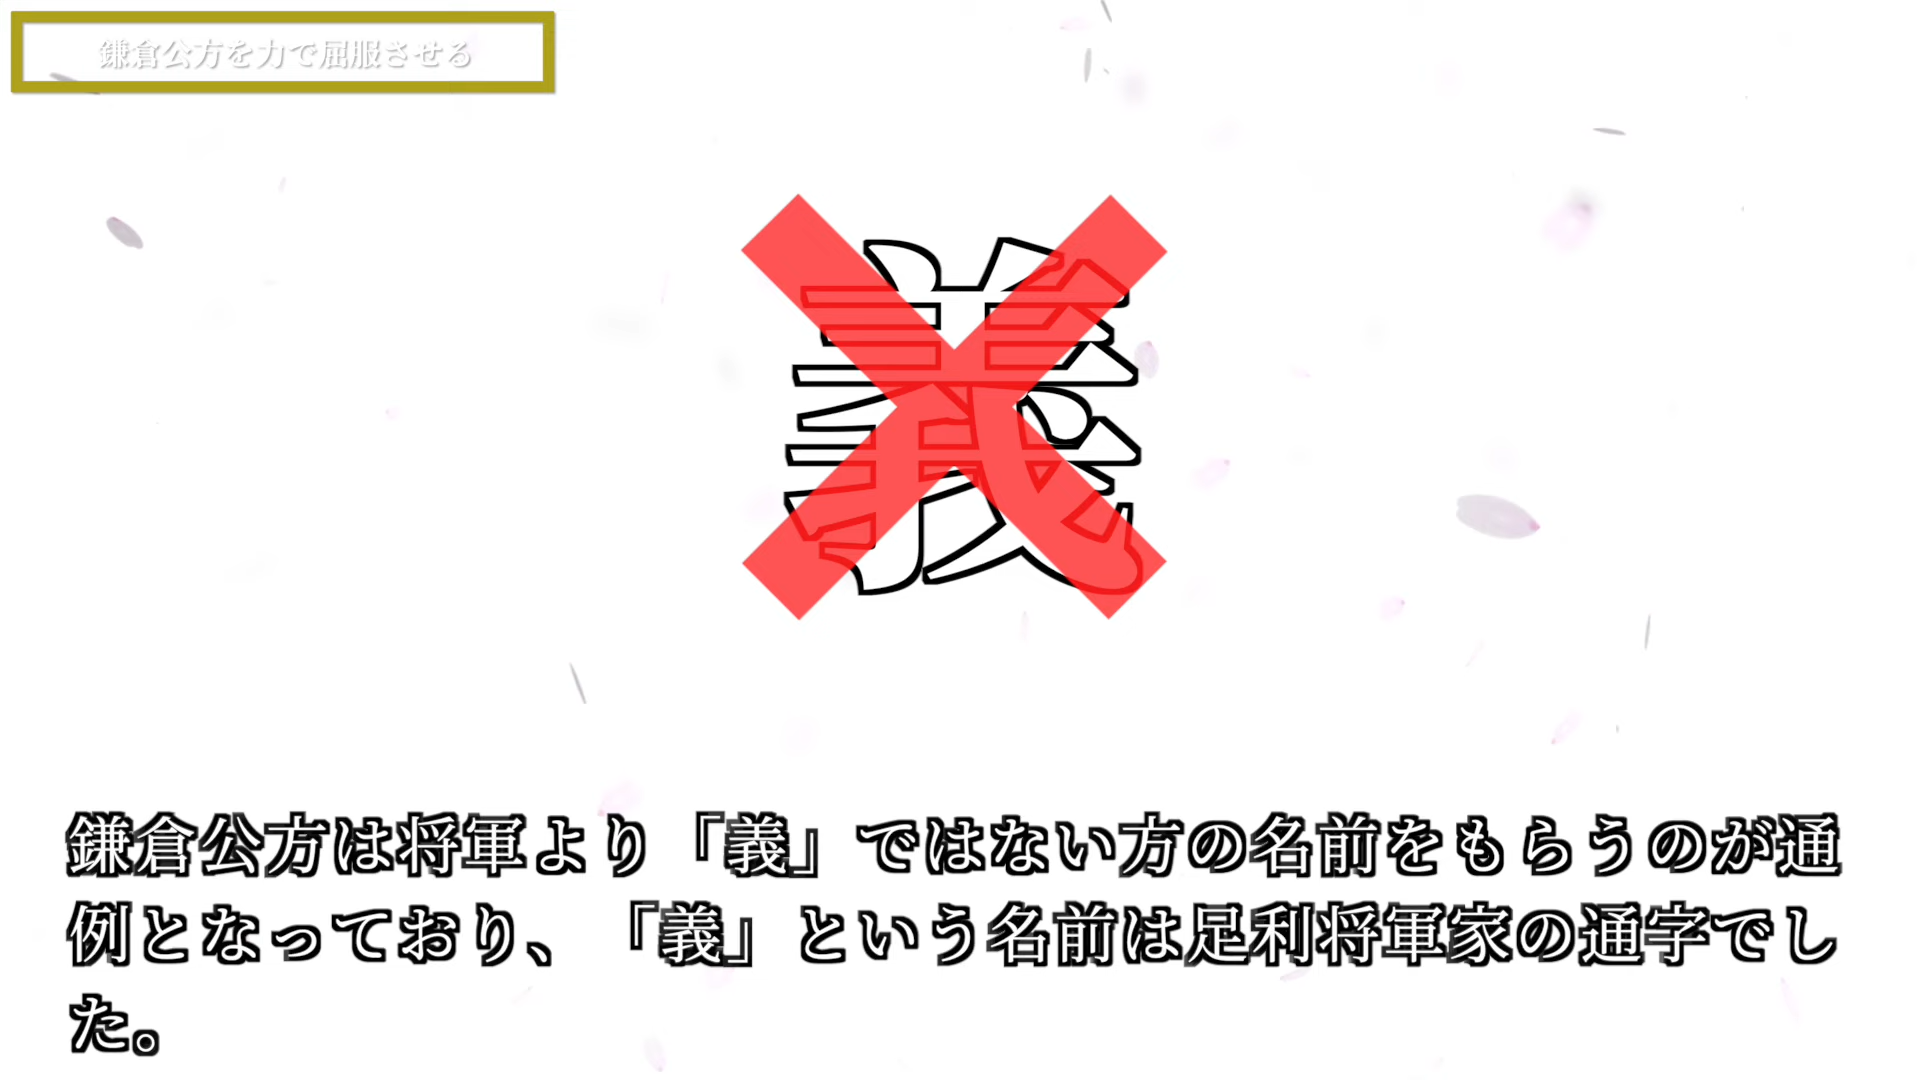 鎌倉公方を力で屈服させる
義
鎌倉公方は将軍より「義」ではない方の名前をもらうのが通
例となっており、「義」という名前は足利将軍家の通字でし
た。